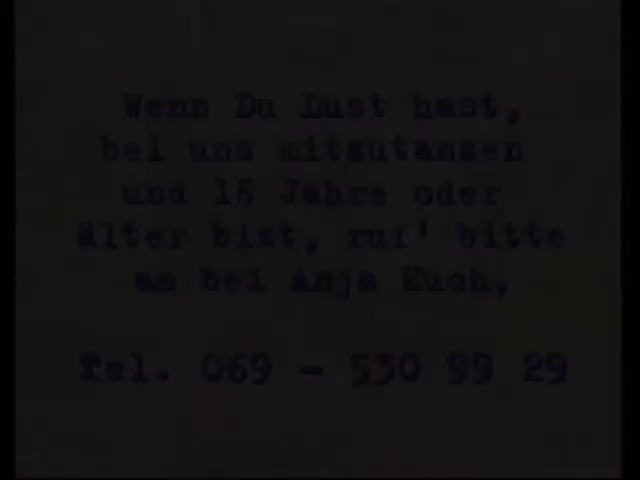 Wenn Du Lust hast,
bei uns mitzutanzen
und 16 Jahre oder
älter bist, ruf' bitte
an bei Anja Kuch,
Tel. 069 - 530 99 29